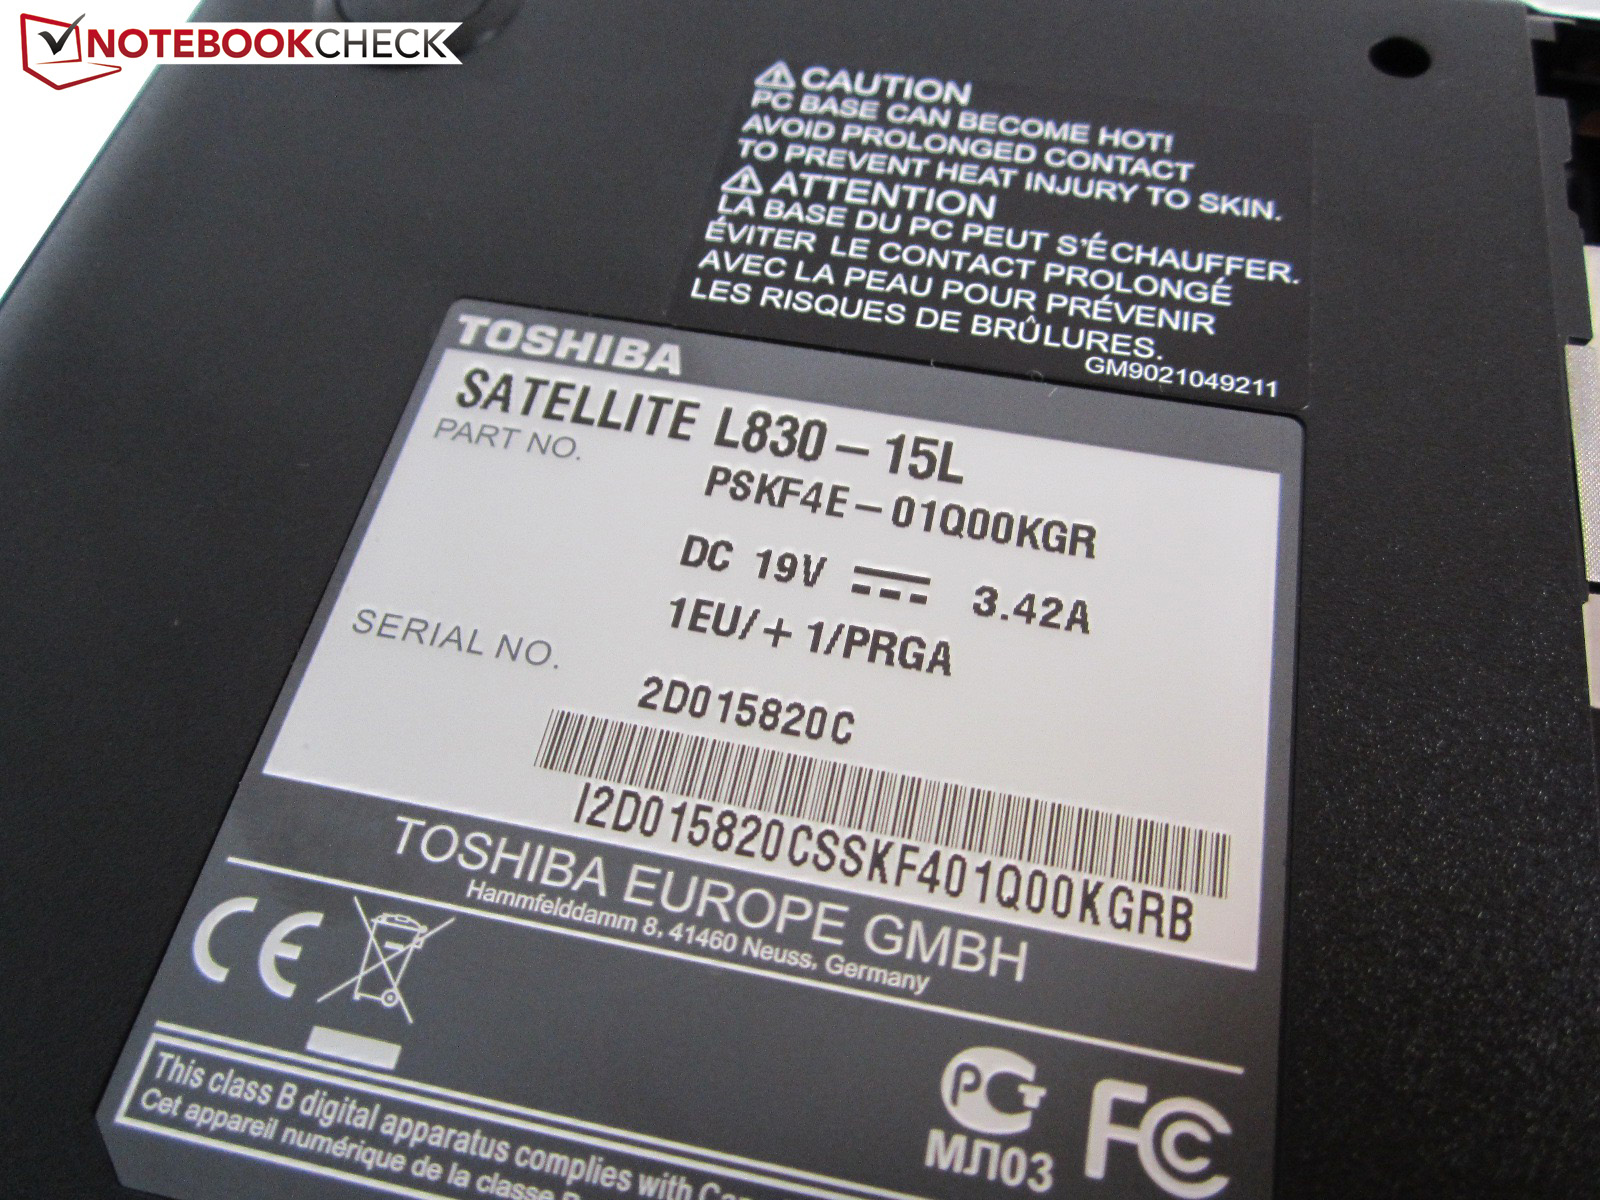 NOTEBOOKCHECK
CAUTION
PC BASE CAN BECOME HOT!
AVOID PROLONGED CONTACT
TO PREVENT HEAT INJURY TO SKIN.
ATTENTION
LA BASE DU PC PEUT S'ÉCHAUFFER.
ÉVITER LE CONTACT PROLONGÉ
AVEC LA PEAU POUR PRÉVENIR
LES RISQUES DE BRÛLURES.
GM9021049211
TOSHIBA
SATELLITE L830-15L
PART NO.
PSKF4E-01Q00KGR
DC 19V 3.42A
1EU/+1/PRGA
SERIAL NO.
2D015820C
I2D015820CSSKF401Q00KGRB
TOSHIBA EUROPE GMBH
Hammfelddamm 8, 41460 Neuss, Germany
CE
PCT
МЛ03
FC
This class B digital apparatus complies with
Cet appareil numérique de la classe